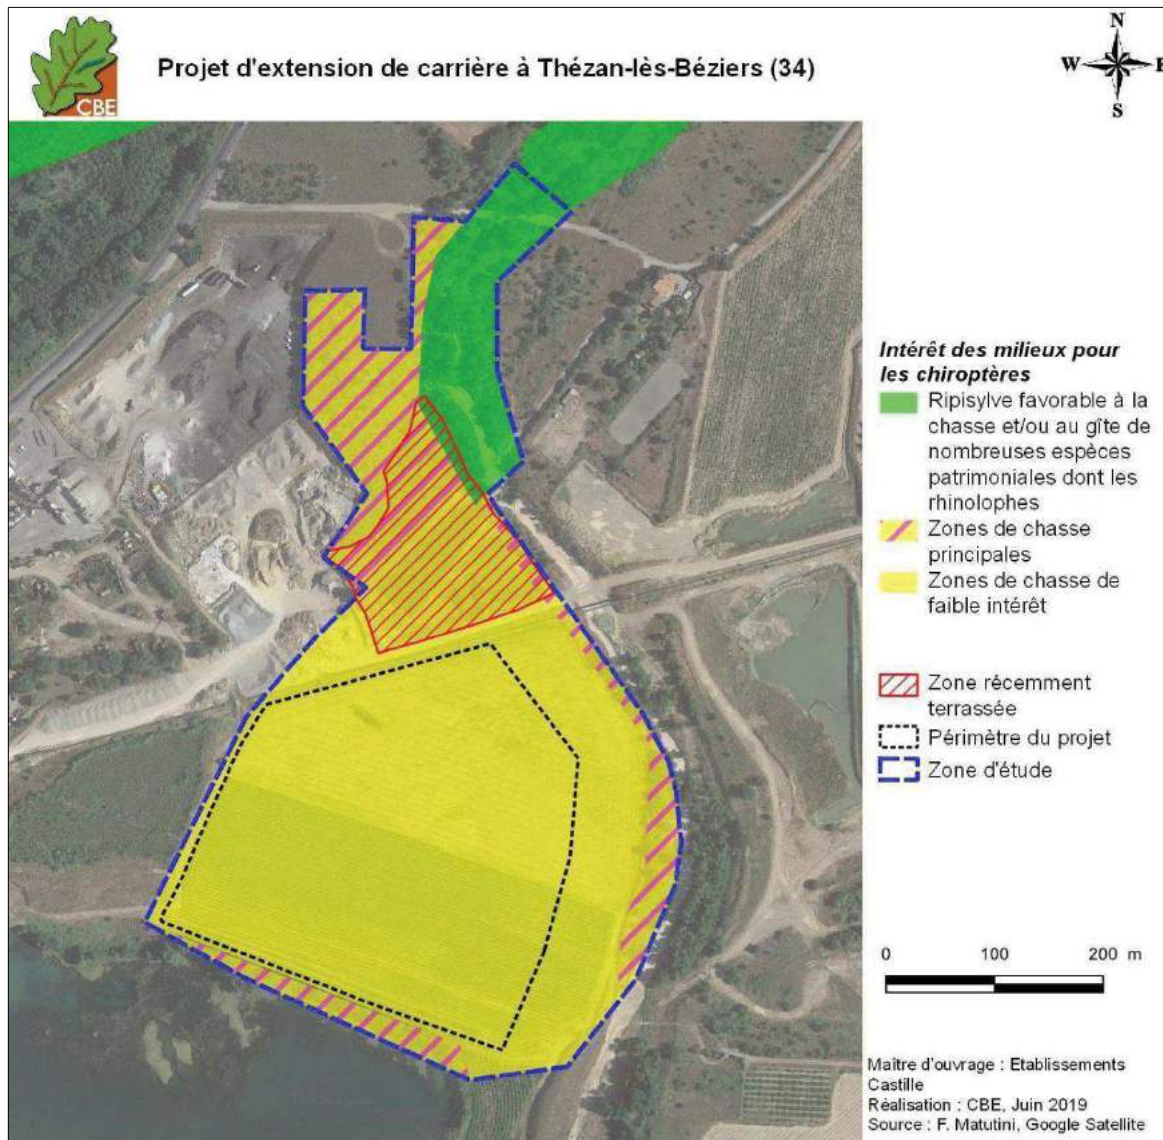 CBE
Projet d'extension de carrière à Thézan-lès-Béziers (34)
N
W
E
S
Intérêt des milieux pour
les chiroptères
Ripisylve favorable à la
chasse et/ou au gîte de
nombreuses espèces
patrimoniales dont les
rhinolophes
Zones de chasse
principales
Zones de chasse de
faible intérêt
Zone récemment
terrassée
Périmètre du projet
Zone d'étude
0 100 200 m
Maître d'ouvrage : Etablissements
Castille
Réalisation : CBE, Juin 2019
Source : F. Matutini, Google Satellite